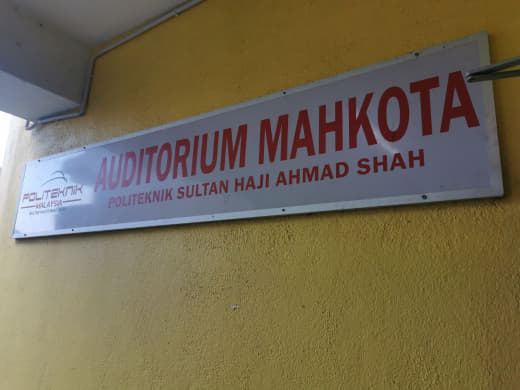 POLITEKNIK
MALAYSIA
AUDITORIUM MAHKOTA
POLITEKNIK SULTAN HAJI AHMAD SHAH